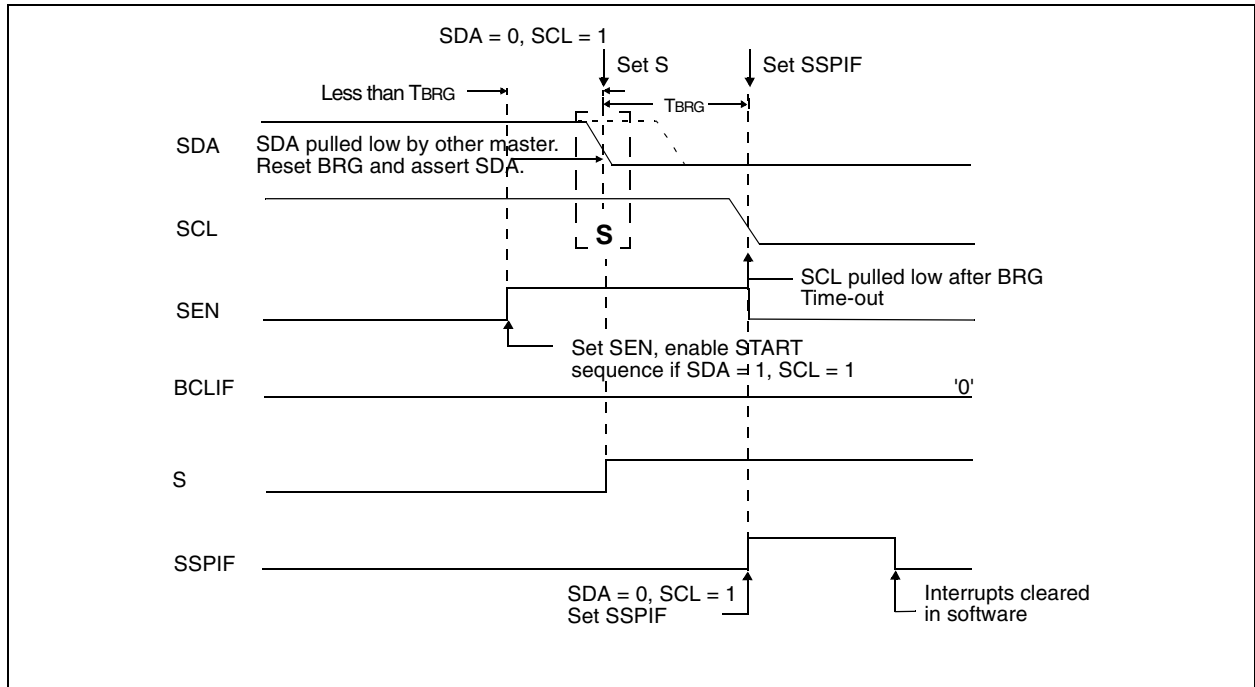 SDA = 0, SCL = 1
Set S
Set SSPIF
Less than TBRG
TBRG
SDA
SDA pulled low by other master.
Reset BRG and assert SDA.
SCL
S
SCL pulled low after BRG
Time-out
SEN
Set SEN, enable START
sequence if SDA = 1, SCL = 1
BCLIF
'0'
S
SSPIF
SDA = 0, SCL = 1
Set SSPIF
Interrupts cleared
in software